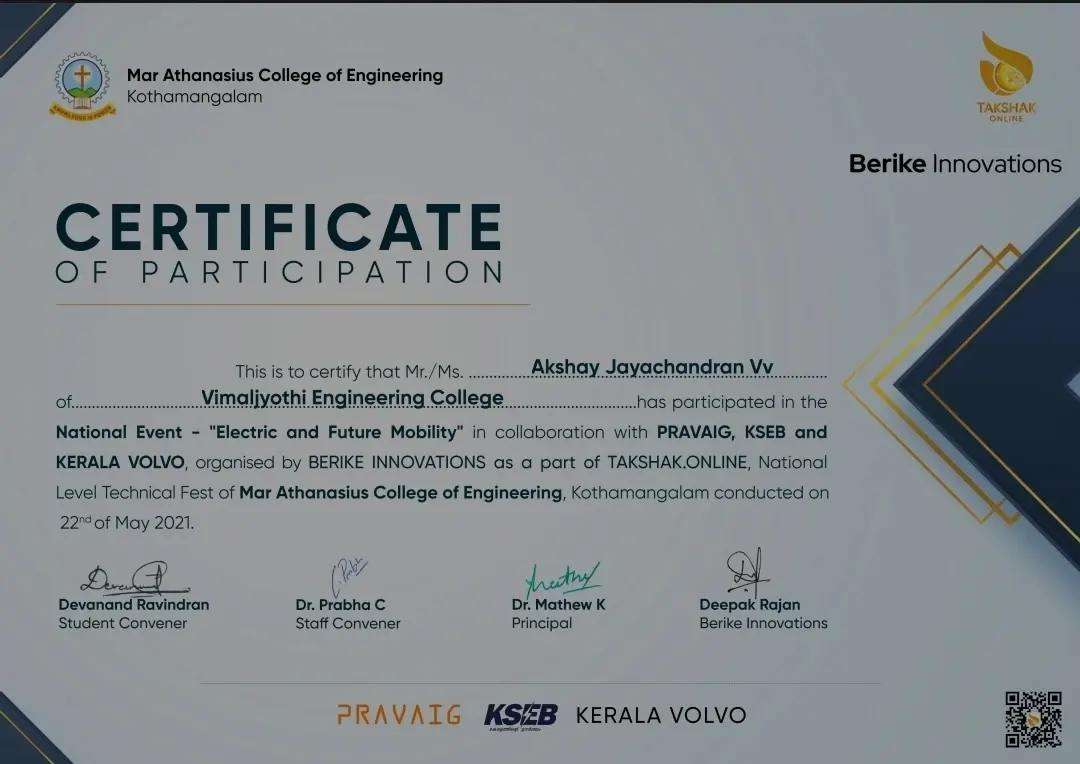 Mar Athanasius College of Engineering
Kothamangalam
KNOWLEDGE IS POWER
TAKSHAK
ONLINE
Berike Innovations
CERTIFICATE
OF PARTICIPATION
This is to certify that Mr./Ms. Akshay Jayachandran Vv
of Vimaljyothi Engineering College has participated in the
National Event - "Electric and Future Mobility" in collaboration with PRAVAIG, KSEB and
KERALA VOLVO, organised by BERIKE INNOVATIONS as a part of TAKSHAK.ONLINE, National
Level Technical Fest of Mar Athanasius College of Engineering, Kothamangalam conducted on
22nd of May 2021.
Devanand Ravindran
Student Convener
Dr. Prabha C
Staff Convener
Dr. Mathew K
Principal
Deepak Rajan
Berike Innovations
PRAVAIG
KSEB
KERALA VOLVO